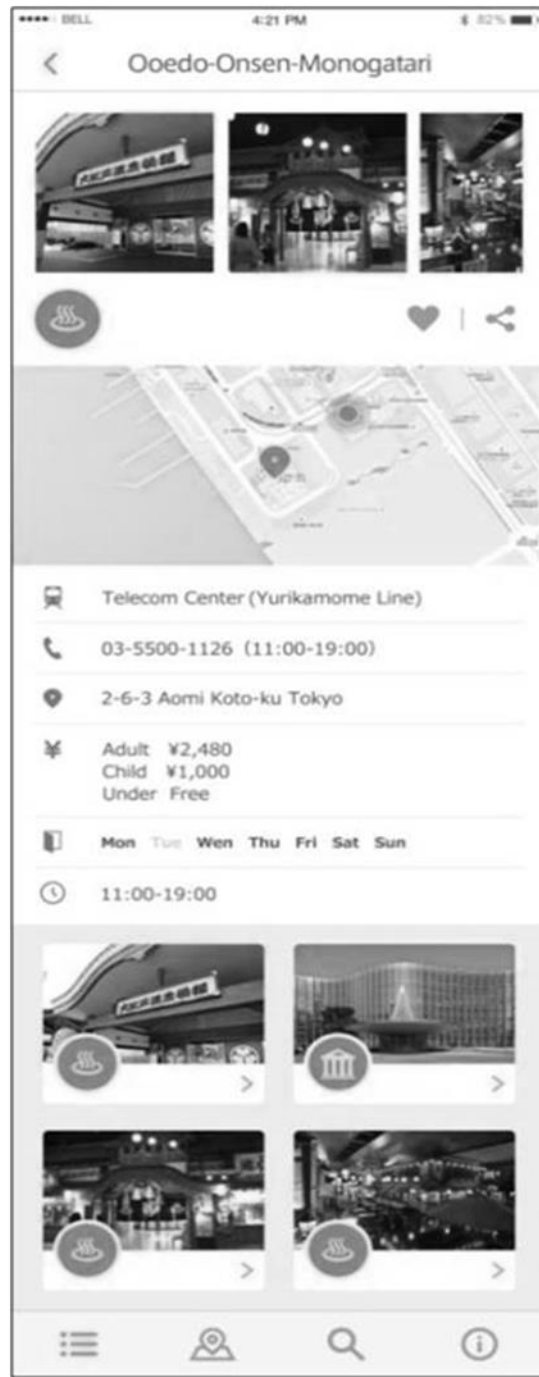 BELL 4:21 PM 82%
Ooedo-Onsen-Monogatari
Telecom Center (Yurikamome Line)
03-5500-1126 (11:00-19:00)
2-6-3 Aomi Koto-ku Tokyo
¥ Adult ¥2,480
Child ¥1,000
Under Free
Mon Tue Wen Thu Fri Sat Sun
11:00-19:00